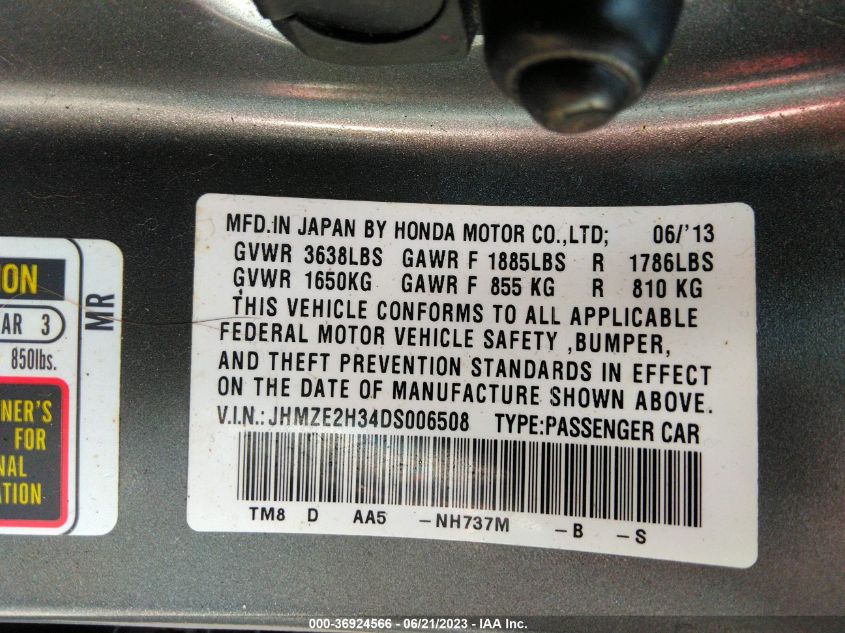 MFD.IN JAPAN BY HONDA MOTOR CO.,LTD; 06/'13
GVWR 3638LBS GAWR F 1885LBS R 1786LBS
GVWR 1650KG GAWR F 855 KG R 810 KG
THIS VEHICLE CONFORMS TO ALL APPLICABLE
FEDERAL MOTOR VEHICLE SAFETY ,BUMPER,
AND THEFT PREVENTION STANDARDS IN EFFECT
ON THE DATE OF MANUFACTURE SHOWN ABOVE.
V.I.N.: JHMZE2H34DS006508 TYPE:PASSENGER CAR
TM8 D AA5 -NH737M -B -S
ION
AR 3
850lbs.
NER'S
FOR
NAL
ATION
MR
000 - 36924566 - 06/21/2023 - IAA Inc.